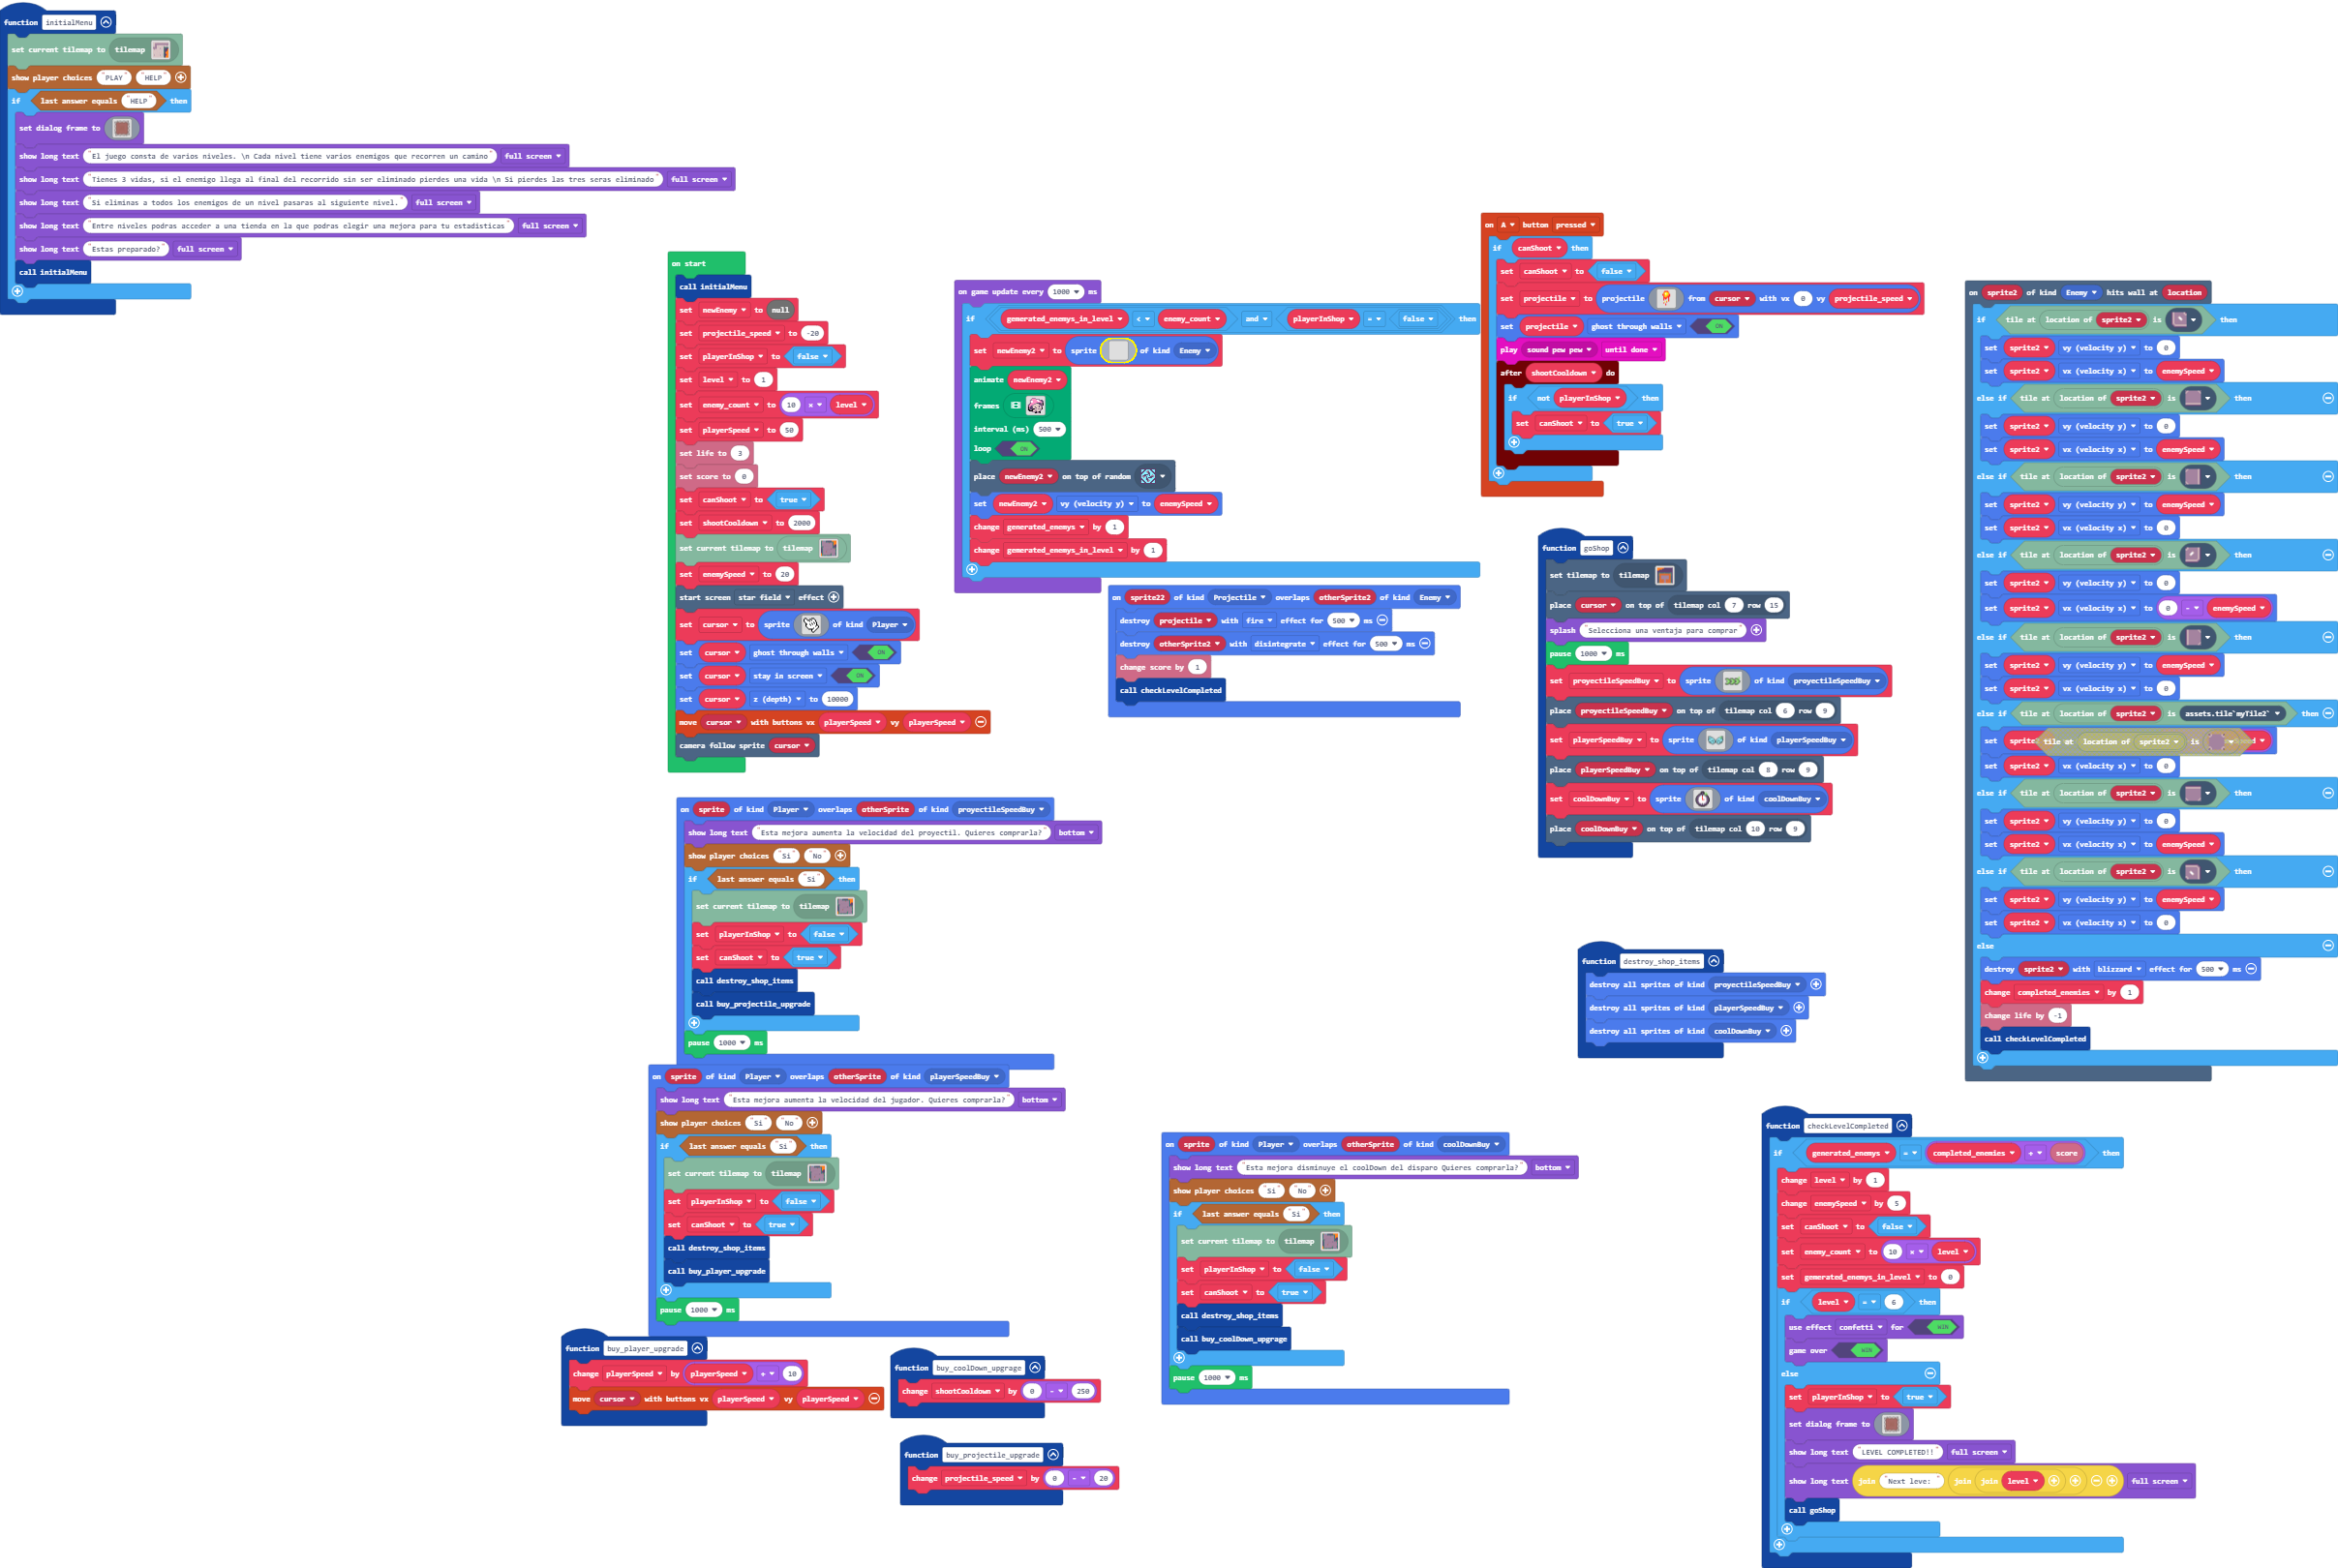 function initialMenu
set current tilemap to tilemap
show player choices "PLAY" "HELP"
if last answer equals "HELP" then
set dialog frame to
show long text "El juego consta de varios niveles. \n Cada nivel tiene varios enemigos que recorren un camino" full screen
show long text "Tienes 3 vidas, si el enemigo llega al final del recorrido sin ser eliminado pierdes una vida \n Si pierdes las tres seras eliminado" full screen
show long text "Si eliminas a todos los enemigos de un nivel pasaras al siguiente nivel." full screen
show long text "Entre niveles podras acceder a una tienda en la que podras elegir una mejora para tu estadisticas" full screen
show long text "Estas preparado?" full screen
call initialMenu
on start
call initialMenu
set newEnemy to null
set projectile_speed to -20
set playerInShop to false
set level to 1
set enemy_count to 10 × level
set playerSpeed to 50
set life to 3
set score to 0
set canShoot to true
set shootCooldown to 2000
set current tilemap to tilemap
set enemySpeed to 20
start screen star field effect
set cursor to sprite of kind Player
set cursor ghost through walls ON
set cursor stay in screen ON
set cursor z (depth) to 10000
move cursor with buttons vx playerSpeed vy playerSpeed
camera follow sprite cursor
on game update every 1000 ms
if generated_enemys_in_level < enemy_count and playerInShop = false then
set newEnemy2 to sprite of kind Enemy
animate newEnemy2
frames
interval (ms) 500
loop ON
place newEnemy2 on top of random
set newEnemy2 vy (velocity y) to enemySpeed
change generated_enemys by 1
change generated_enemys_in_level by 1
on sprite22 of kind Projectile overlaps otherSprite2 of kind Enemy
destroy projectile with fire effect for 500 ms
destroy otherSprite2 with disintegrate effect for 500 ms
change score by 1
call checkLevelCompleted
on A button pressed
if canShoot then
set canShoot to false
set projectile to projectile from cursor with vx 0 vy projectile_speed
set projectile ghost through walls ON
play sound pew pew until done
after shootCooldown do
if not playerInShop then
set canShoot to true
function goShop
set tilemap to tilemap
place cursor on top of tilemap col 7 row 15
splash "Selecciona una ventaja para comprar"
pause 1000 ms
set proyectileSpeedBuy to sprite of kind proyectileSpeedBuy
place proyectileSpeedBuy on top of tilemap col 6 row 9
set playerSpeedBuy to sprite of kind playerSpeedBuy
place playerSpeedBuy on top of tilemap col 8 row 9
set coolDownBuy to sprite of kind coolDownBuy
place coolDownBuy on top of tilemap col 10 row 9
on sprite2 of kind Enemy hits wall at location
if tile at location of sprite2 is then
set sprite2 vy (velocity y) to 0
set sprite2 vx (velocity x) to enemySpeed
else if tile at location of sprite2 is then
set sprite2 vy (velocity y) to 0
set sprite2 vx (velocity x) to enemySpeed
else if tile at location of sprite2 is then
set sprite2 vy (velocity y) to enemySpeed
set sprite2 vx (velocity x) to 0
else if tile at location of sprite2 is then
set sprite2 vy (velocity y) to 0
set sprite2 vx (velocity x) to 0 - enemySpeed
else if tile at location of sprite2 is then
set sprite2 vy (velocity y) to enemySpeed
set sprite2 vx (velocity x) to 0
else if tile at location of sprite2 is assets.tile`myTile2` then
set tile at location of sprite2 is
set sprite2 vx (velocity x) to 0
else if tile at location of sprite2 is then
set sprite2 vy (velocity y) to 0
set sprite2 vx (velocity x) to enemySpeed
else if tile at location of sprite2 is then
set sprite2 vy (velocity y) to enemySpeed
set sprite2 vx (velocity x) to 0
else
destroy sprite2 with blizzard effect for 500 ms
change completed_enemies by 1
change life by -1
call checkLevelCompleted
on sprite of kind Player overlaps otherSprite of kind proyectileSpeedBuy
show long text "Esta mejora aumenta la velocidad del proyectil. Quieres comprarla?" bottom
show player choices "Si" "No"
if last answer equals "Si" then
set current tilemap to tilemap
set playerInShop to false
set canShoot to true
call destroy_shop_items
call buy_projectile_upgrade
pause 1000 ms
on sprite of kind Player overlaps otherSprite of kind playerSpeedBuy
show long text "Esta mejora aumenta la velocidad del jugador. Quieres comprarla?" bottom
show player choices "Si" "No"
if last answer equals "Si" then
set current tilemap to tilemap
set playerInShop to false
set canShoot to true
call destroy_shop_items
call buy_player_upgrade
pause 1000 ms
function buy_player_upgrade
change playerSpeed by playerSpeed + 10
move cursor with buttons vx playerSpeed vy playerSpeed
function buy_coolDown_upgrage
change shootCooldown by 0 - 250
function buy_projectile_upgrade
change projectile_speed by 0 - 20
on sprite of kind Player overlaps otherSprite of kind coolDownBuy
show long text "Esta mejora disminuye el coolDown del disparo Quieres comprarla?" bottom
show player choices "Si" "No"
if last answer equals "Si" then
set current tilemap to tilemap
set playerInShop to false
set canShoot to true
call destroy_shop_items
call buy_coolDown_upgrage
pause 1000 ms
function destroy_shop_items
destroy all sprites of kind proyectileSpeedBuy
destroy all sprites of kind playerSpeedBuy
destroy all sprites of kind coolDownBuy
function checkLevelCompleted
if generated_enemys = completed_enemies + score then
change level by 1
change enemySpeed by 5
set canShoot to false
set enemy_count to 10 × level
set generated_enemys_in_level to 0
if level = 6 then
use effect confetti for WIN
game over WIN
else
set playerInShop to true
set dialog frame to
show long text "LEVEL COMPLETED!!" full screen
show long text join "Next leve: " join join level full screen
call goShop